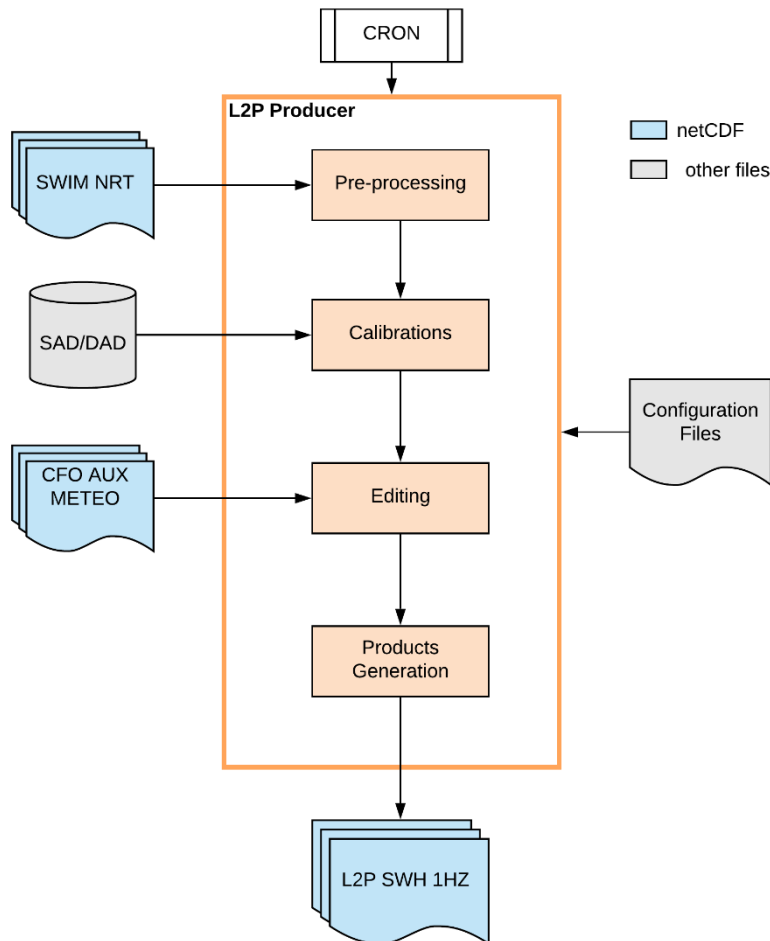 CRON
L2P Producer
netCDF
other files
SWIM NRT
Pre-processing
SAD/DAD
Calibrations
Configuration
Files
CFO AUX
METEO
Editing
Products
Generation
L2P SWH 1HZ